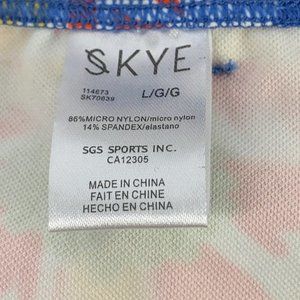 SKYE
114673
SK70639
L/G/G
86%MICRO NYLON/micro nylon
14% SPANDEX/elastano
SGS SPORTS INC.
CA12305
MADE IN CHINA
FAIT EN CHINE
HECHO EN CHINA